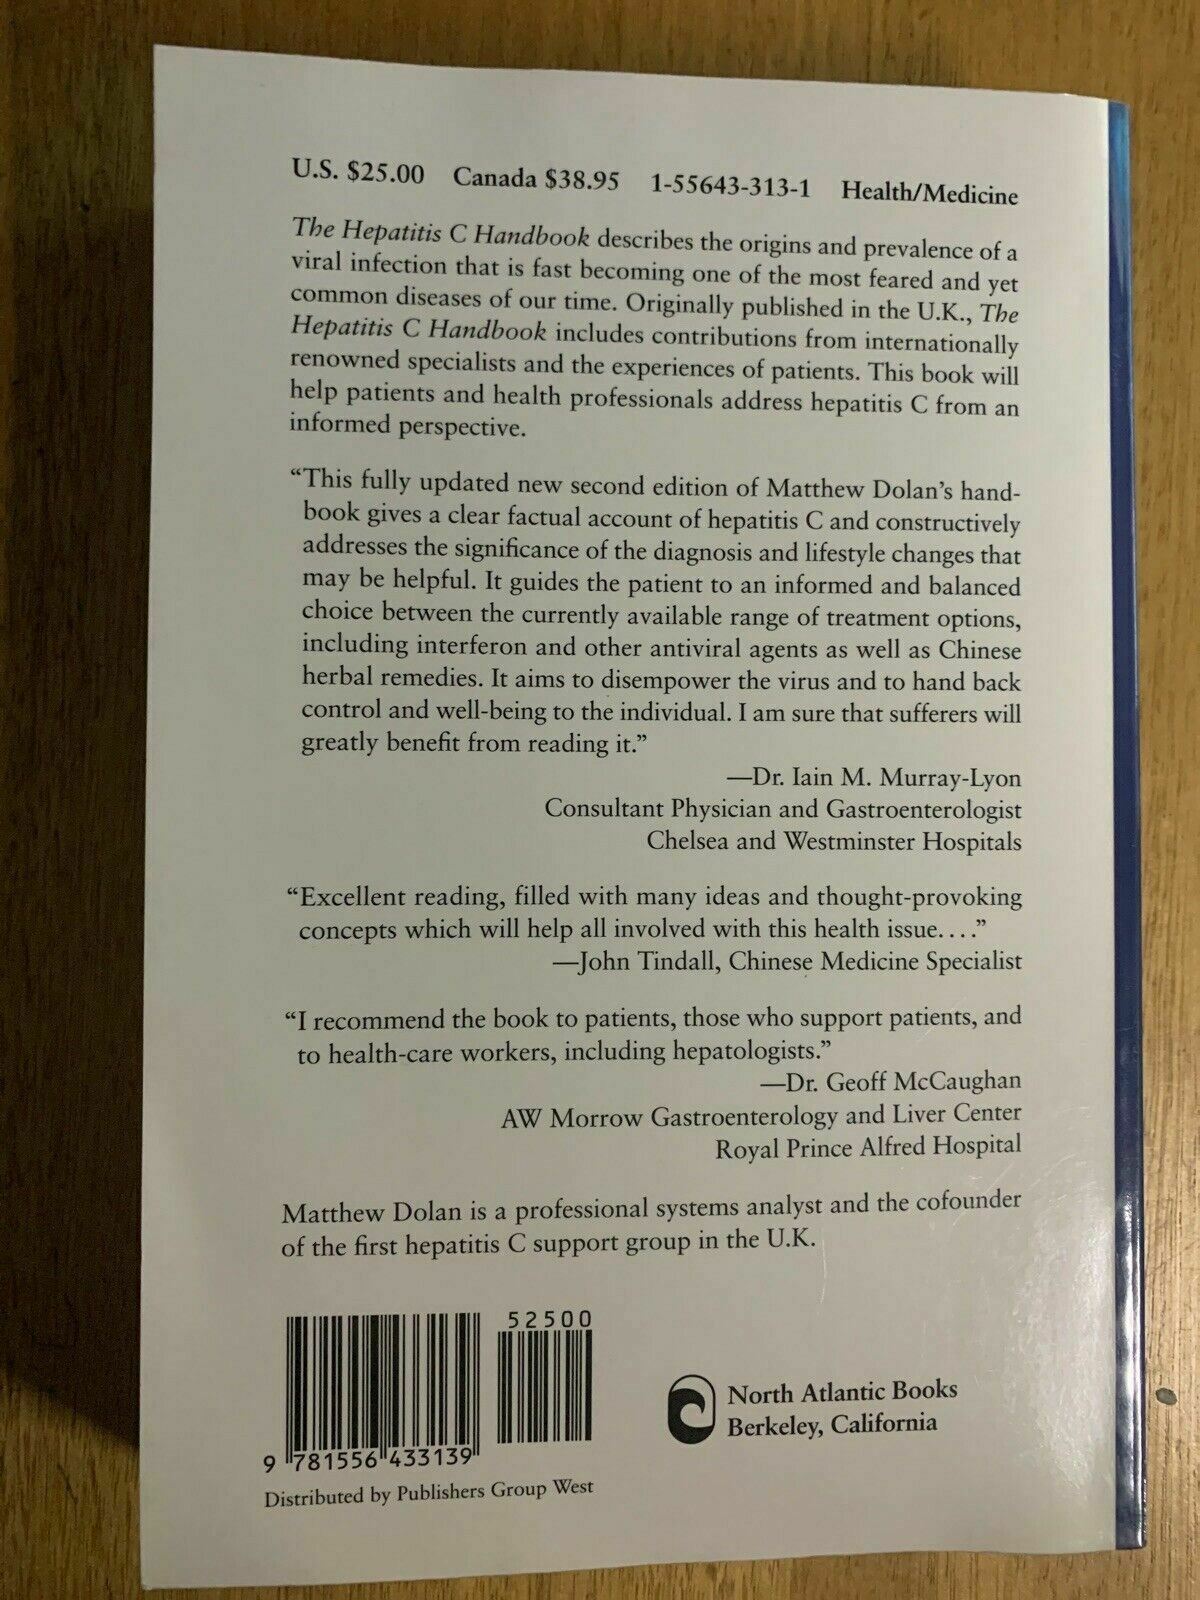 U.S. $25.00 Canada $38.95 1-55643-313-1 Health/Medicine
The Hepatitis C Handbook describes the origins and prevalence of a
viral infection that is fast becoming one of the most feared and yet
common diseases of our time. Originally published in the U.K., The
Hepatitis C Handbook includes contributions from internationally
renowned specialists and the experiences of patients. This book will
help patients and health professionals address hepatitis C from an
informed perspective.
“This fully updated new second edition of Matthew Dolan’s hand-
book gives a clear factual account of hepatitis C and constructively
addresses the significance of the diagnosis and lifestyle changes that
may be helpful. It guides the patient to an informed and balanced
choice between the currently available range of treatment options,
including interferon and other antiviral agents as well as Chinese
herbal remedies. It aims to disempower the virus and to hand back
control and well-being to the individual. I am sure that sufferers will
greatly benefit from reading it.”
—Dr. Iain M. Murray-Lyon
Consultant Physician and Gastroenterologist
Chelsea and Westminster Hospitals
“Excellent reading, filled with many ideas and thought-provoking
concepts which will help all involved with this health issue. . . .”
—John Tindall, Chinese Medicine Specialist
“I recommend the book to patients, those who support patients, and
to health-care workers, including hepatologists.”
—Dr. Geoff McCaughan
AW Morrow Gastroenterology and Liver Center
Royal Prince Alfred Hospital
Matthew Dolan is a professional systems analyst and the cofounder
of the first hepatitis C support group in the U.K.
52500
9 781556 433139
Distributed by Publishers Group West
North Atlantic Books
Berkeley, California